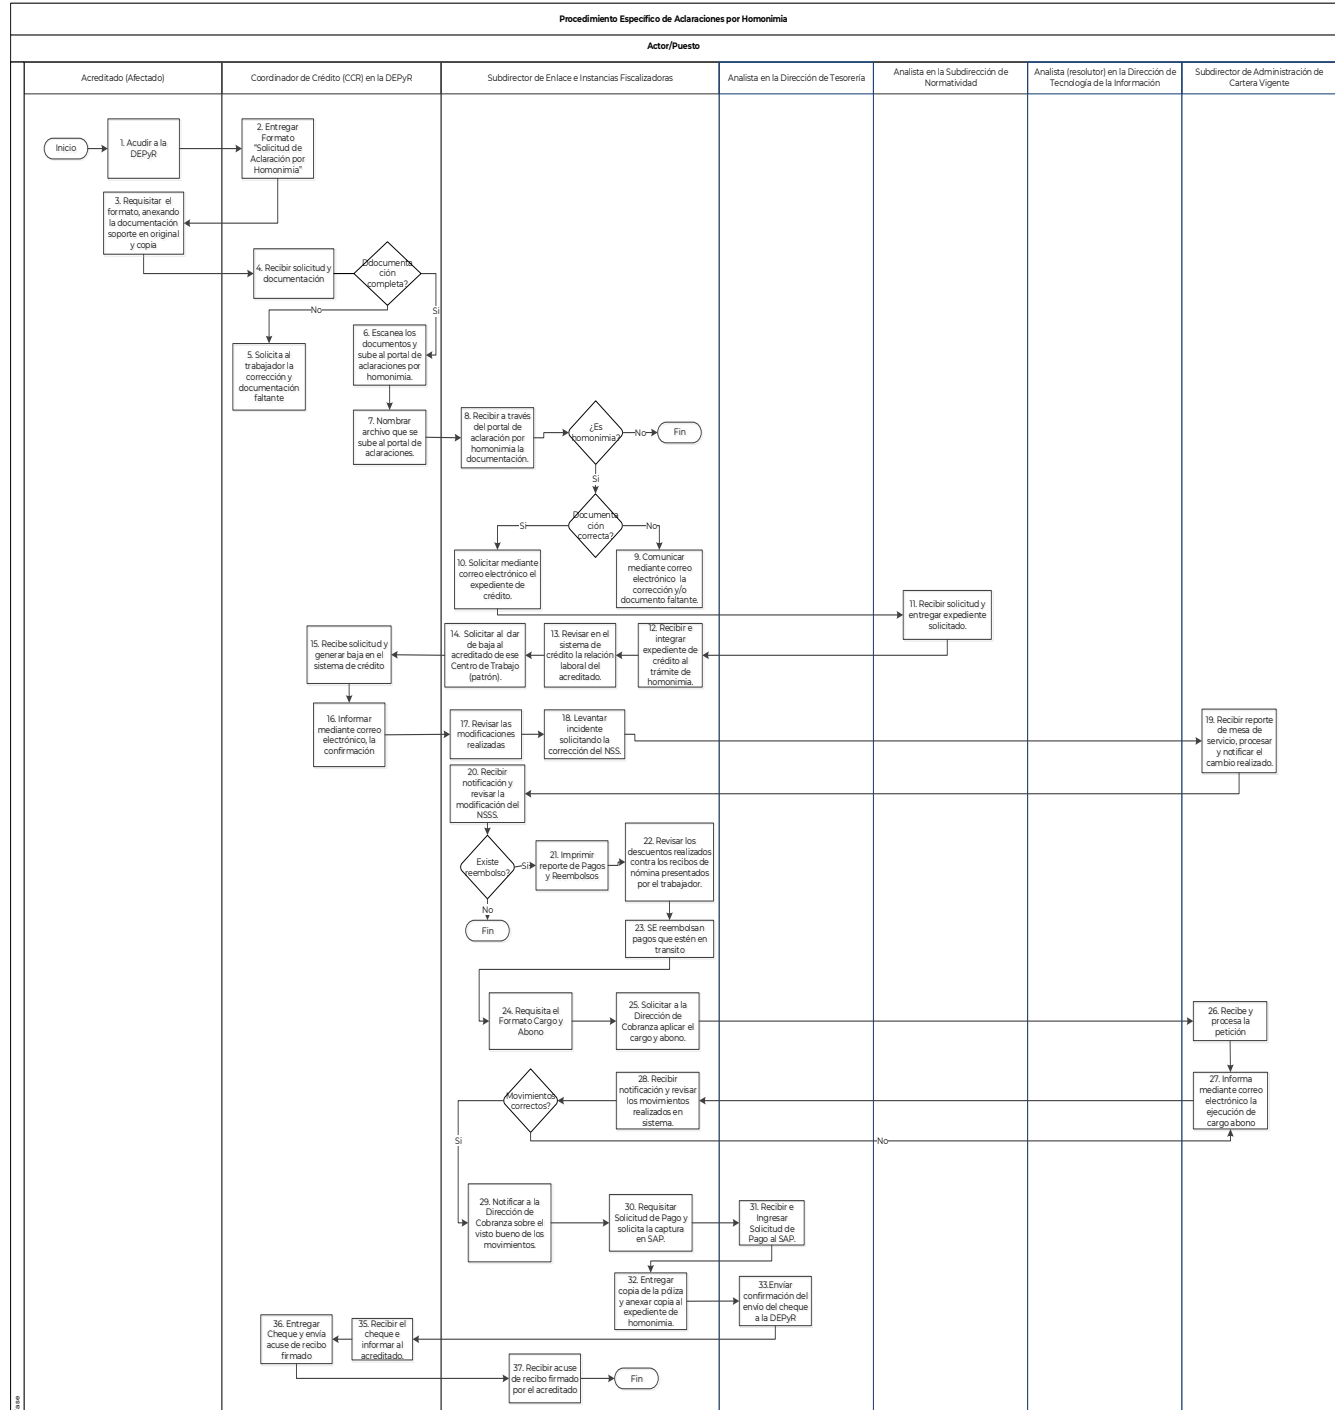 Procedimiento Específico de Aclaraciones por Homonimia
Actor/Puesto
Acreditado (Afectado)
Coordinador de Crédito (CCR) en la DEPyR
Subdirector de Enlace e Instancias Fiscalizadoras
Analista en la Dirección de Tesorería
Analista en la Subdirección de
Normatividad
Analista (resolutor) en la Dirección de
Tecnología de la Información
Subdirector de Administración de
Cartera Vigente
Inicio
1. Acudir a la
DEPyR
2. Entregar
Formato
"Solicitud de
Aclaración por
Homonimia"
3. Requisitar el
formato, anexando
la documentación
soporte en original
y copia
4. Recibir solicitud y
documentación
Ddocumenta
ción
completa?
No
Si
5. Solicita al
trabajador la
corrección y
documentación
faltante
6. Escanea los
documentos y
sube al portal de
aclaraciones por
homonimia.
7. Nombrar
archivo que se
sube al portal de
aclaraciones.
8. Recibir a través
del portal de
aclaración por
homonimia la
documentación.
¿Es
homonimia?
No
Fin
Si
Documenta
ción
correcta?
Si
No
10. Solicitar mediante
correo electrónico el
expediente de
crédito.
9. Comunicar
mediante correo
electrónico la
corrección y/o
documento faltante.
11. Recibir solicitud y
entregar expediente
solicitado.
12. Recibir e
integrar
expediente de
crédito al
trámite de
homonimia.
13. Revisar en el
sistema de
crédito la relación
laboral del
acreditado.
14. Solicitar al dar
de baja al
acreditado de ese
Centro de Trabajo
(patrón).
15. Recibe solicitud y
generar baja en el
sistema de crédito
16. Informar
mediante correo
electrónico, la
confirmación
17. Revisar las
modificaciones
realizadas
18. Levantar
incidente
solicitando la
corrección del NSS.
19. Recibir reporte
de mesa de
servicio, procesar
y notificar el
cambio realizado.
20. Recibir
notificación y
revisar la
modificación del
NSSS.
Existe
reembolso?
Si
No
Fin
21. Imprimir
reporte de Pagos
y Reembolsos
22. Revisar los
descuentos realizados
contra los recibos de
nómina presentados
por el trabajador.
23. SE reembolsan
pagos que estén en
transito
24. Requisita el
Formato Cargo y
Abono
25. Solicitar a la
Dirección de
Cobranza aplicar el
cargo y abono.
26. Recibe y
procesa la
petición
27. Informa
mediante correo
electrónico la
ejecución de
cargo abono
28. Recibir
notificación y revisar
los movimientos
realizados en
sistema.
Movimientos
correctos?
Si
No
29. Notificar a la
Dirección de
Cobranza sobre el
visto bueno de los
movimientos.
30. Requisitar
Solicitud de Pago y
solicita la captura
en SAP.
31. Recibir e
Ingresar
Solicitud de
Pago al SAP.
32. Entregar
copia de la póliza
y anexar copia al
expediente de
homonimia.
33.Envíar
confirmación del
envío del cheque
a la DEPyR
35. Recibir el
cheque e
informar al
acreditado.
36. Entregar
Cheque y envía
acuse de recibo
firmado
37. Recibir acuse
de recibo firmado
por el acreditado
Fin
ase